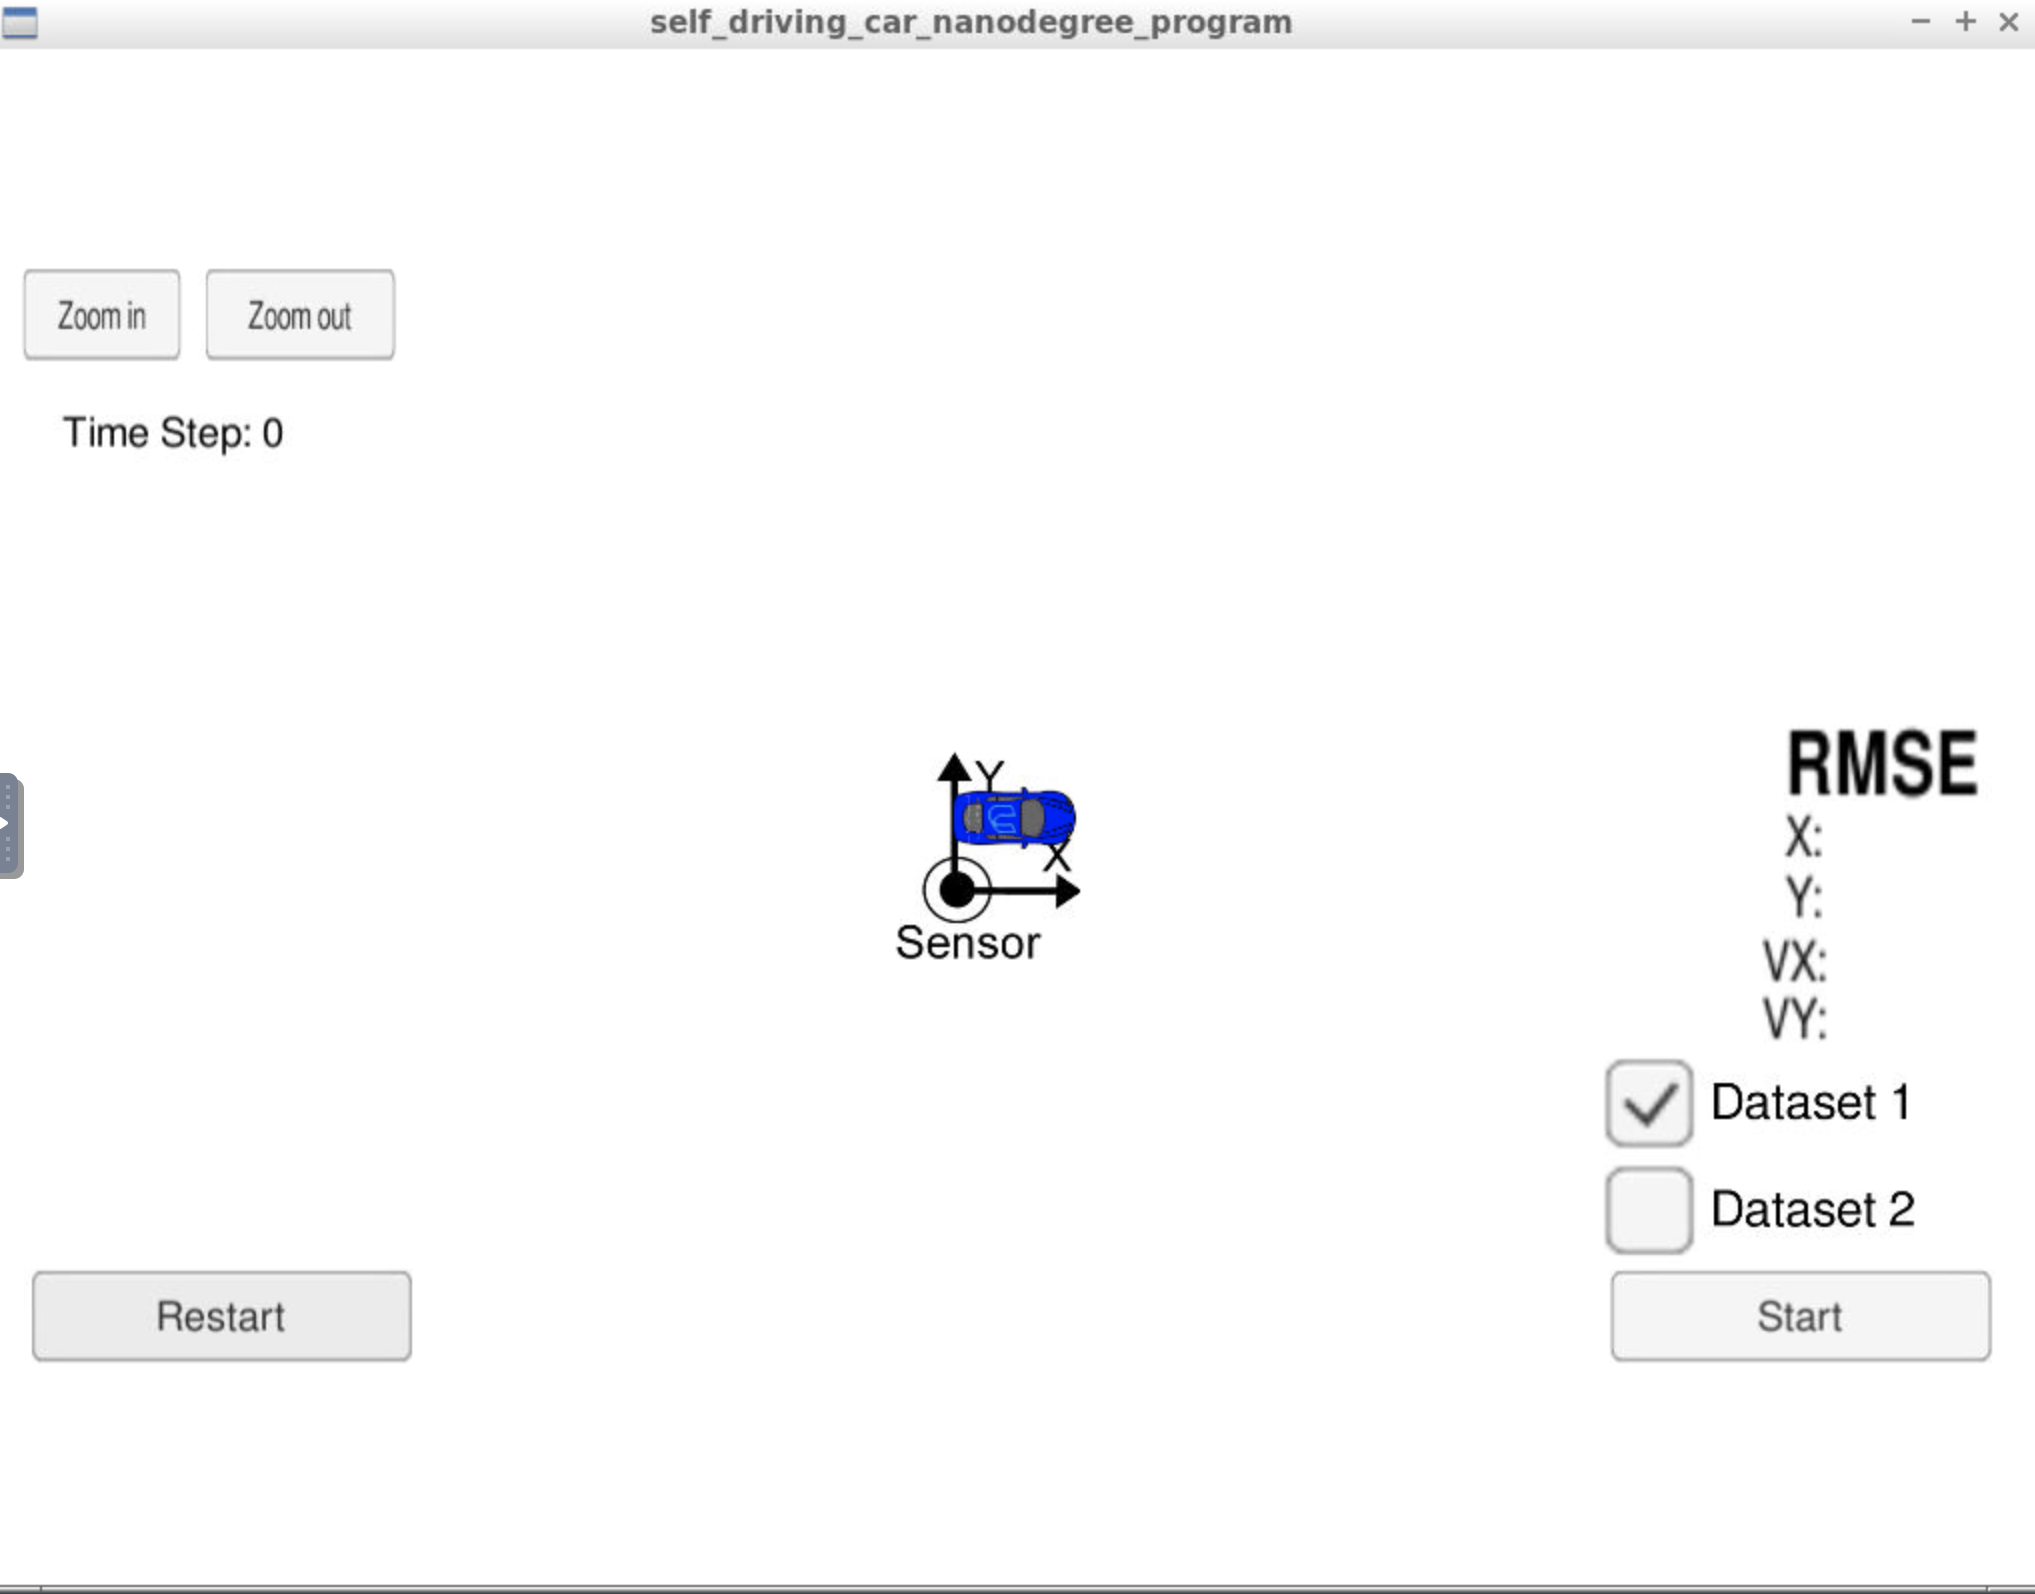 self_driving_car_nanodegree_program
Zoom in
Zoom out
Time Step: 0
Y
X
Sensor
RMSE
X:
Y:
VX:
VY:
Dataset 1
Dataset 2
Restart
Start